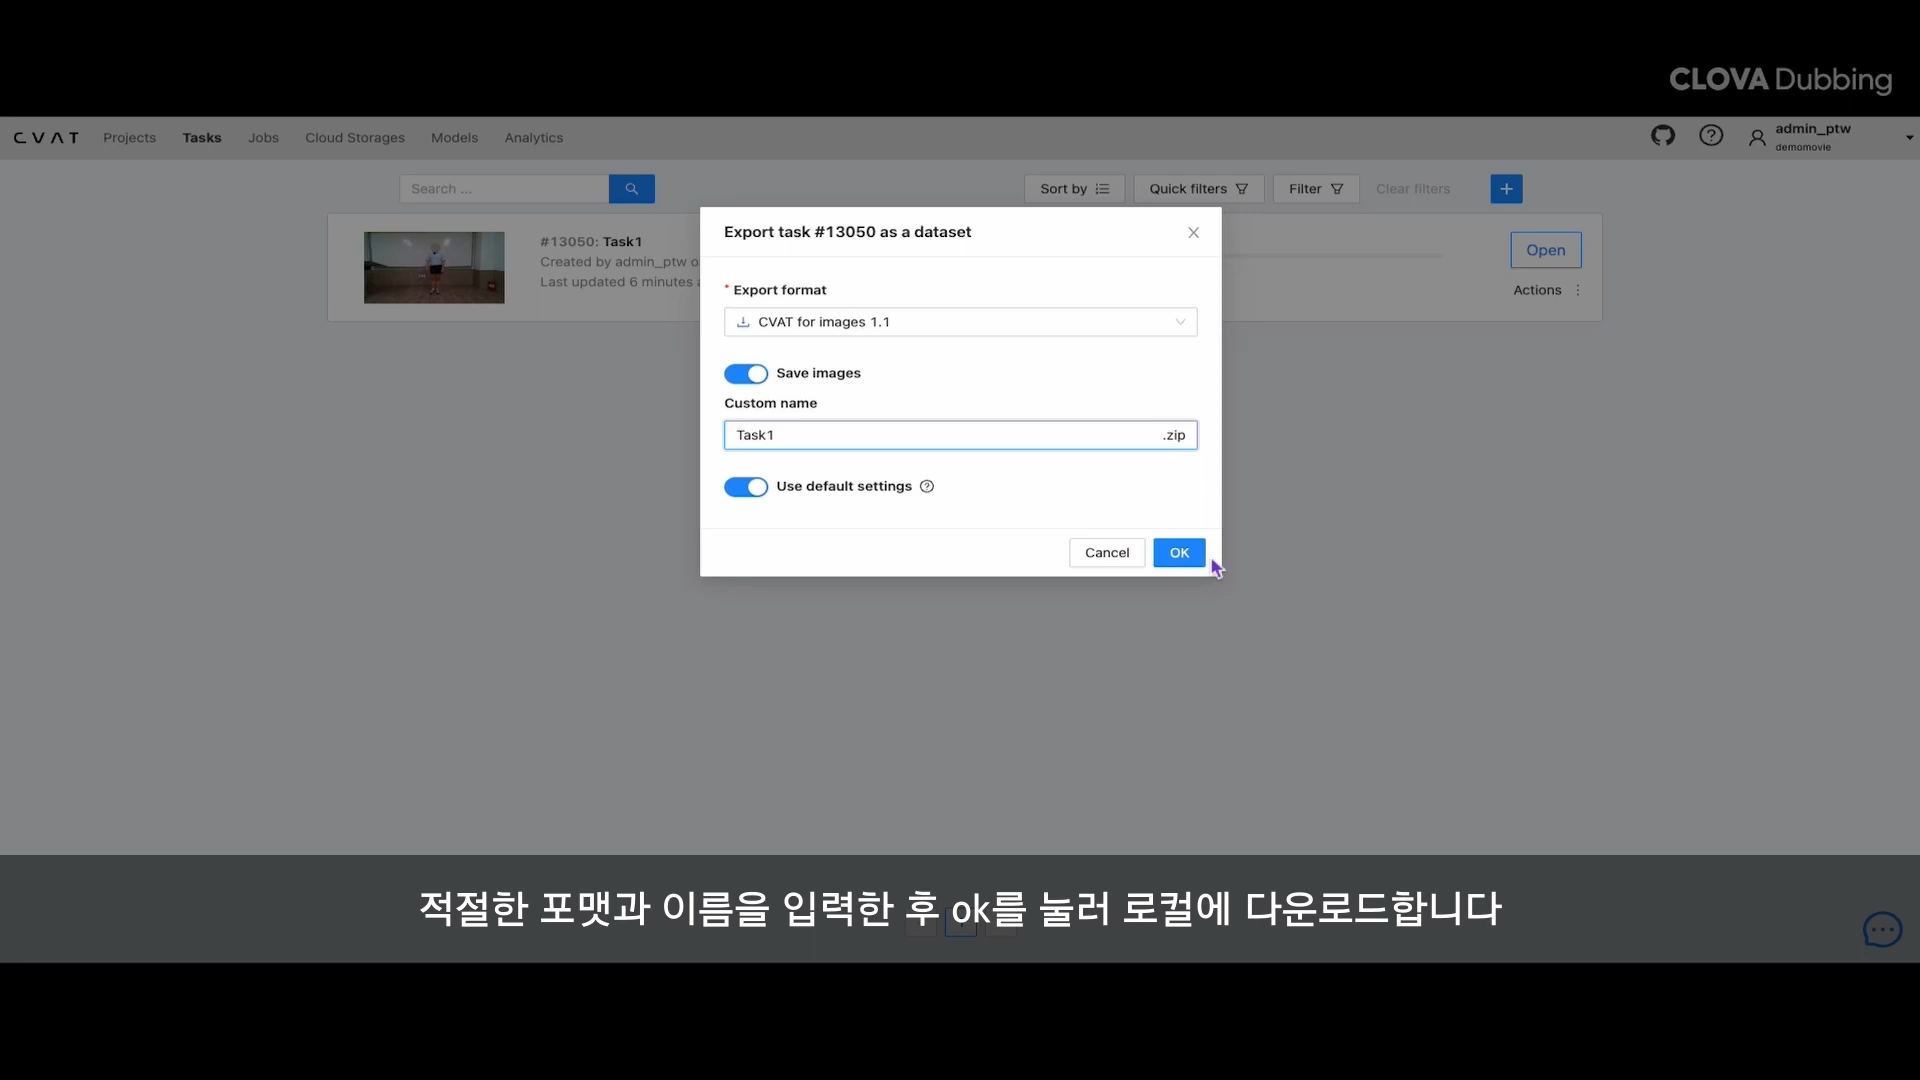 CLOVA Dubbing
CVAT Projects Tasks Jobs Cloud Storages Models Analytics admin_ptw
demomovie
Search ... Sort by Quick filters Filter Clear filters
Export task #13050 as a dataset
#13050: Task1
Created by admin_ptw o
Last updated 6 minutes
Open
Actions
* Export format
CVAT for images 1.1
Save images
Custom name
Task1 .zip
Use default settings
Cancel OK
적절한 포맷과 이름을 입력한 후 ok를 눌러 로컬에 다운로드합니다